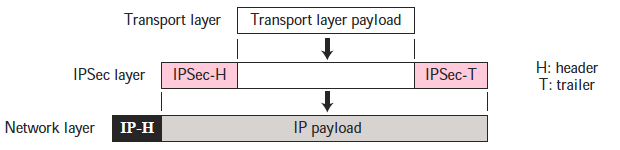 Transport layer
Transport layer payload
IPSec layer
IPSec-H
IPSec-T
H: header
T: trailer
Network layer
IP-H
IP payload